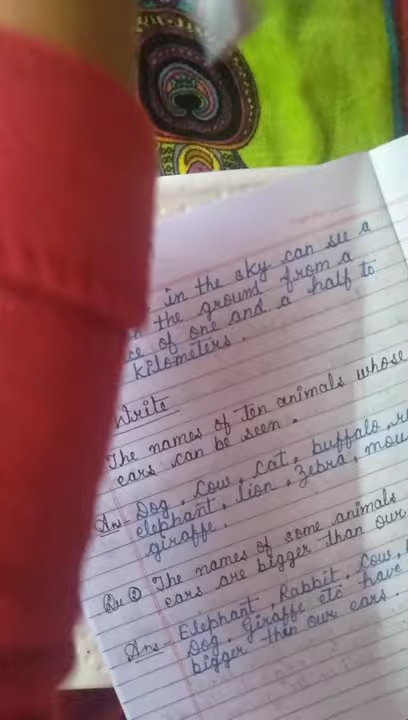 in the sky can see a
the ground from a
of one and a half to
kilometers.
Write
The names of ten animals whose
ears can be seen.
Ans- Dog, Cow, Cat, buffalo,
elephant, lion, Zebra,
giraffe.
Qu ② The names of some animals
ears are bigger than our
Ans- Elephant, Rabbit, Cow,
Dog, Giraffe etc have
bigger than our ears.